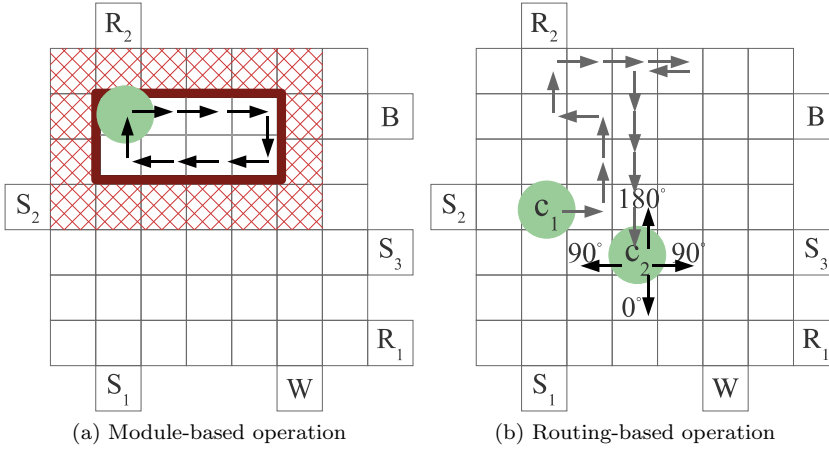 R2
B
S2
S3
R1
S1
W
(a) Module-based operation
R2
B
S2
c1
180°
90°
c2
90°
S3
0°
R1
S1
W
(b) Routing-based operation